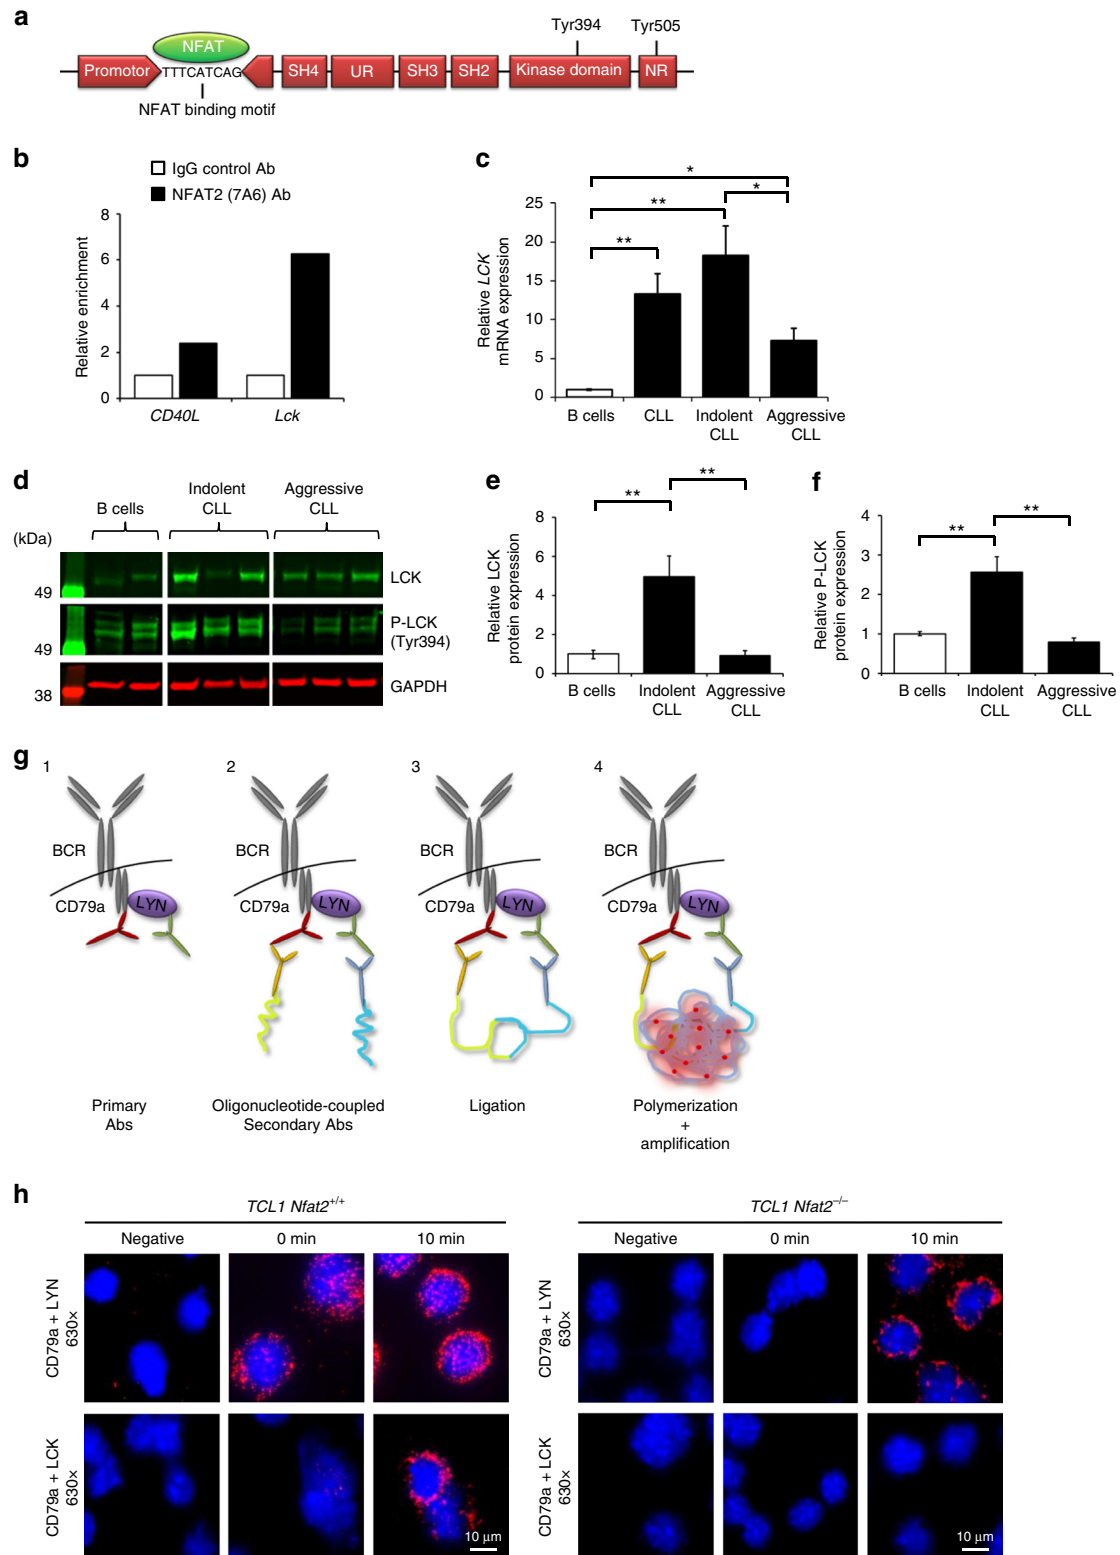 a
Tyr394 Tyr505
NFAT
Promotor TTTCATCAG SH4 UR SH3 SH2 Kinase domain NR
NFAT binding motif
b
IgG control Ab
NFAT2 (7A6) Ab
Relative enrichment
8
6
4
2
0
CD40L Lck
c
*
*
**
**
Relative LCK
mRNA expression
25
20
15
10
5
0
B cells CLL Indolent CLL Aggressive CLL
d
B cells Indolent CLL Aggressive CLL
(kDa)
49 LCK
49 P-LCK (Tyr394)
38 GAPDH
e
**
**
Relative LCK
protein expression
8
6
4
2
0
B cells Indolent CLL Aggressive CLL
f
**
**
Relative P-LCK
protein expression
4
3
2
1
0
B cells Indolent CLL Aggressive CLL
g
1 2 3 4
BCR BCR BCR BCR
CD79a LYN CD79a LYN CD79a LYN CD79a LYN
Primary
Abs
Oligonucleotide-coupled
Secondary Abs
Ligation
Polymerization
+
amplification
h
TCL1 Nfat2+/+ TCL1 Nfat2–/–
Negative 0 min 10 min Negative 0 min 10 min
CD79a + LYN
630×
CD79a + LYN
630×
CD79a + LCK
630×
CD79a + LCK
630×
10 µm 10 µm